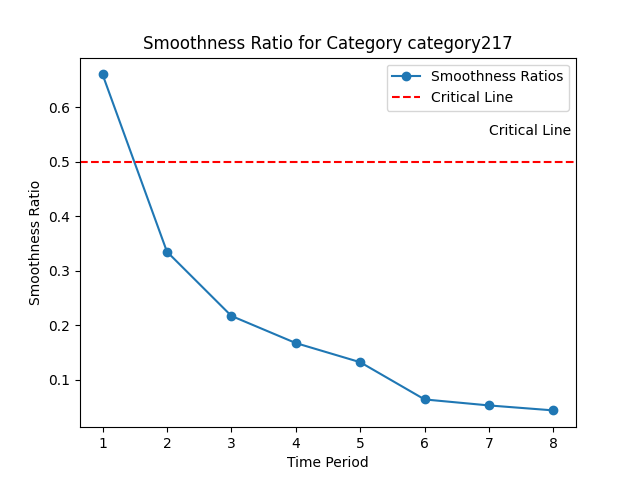 Smoothness Ratio for Category category217
Smoothness Ratios
Critical Line
Critical Line
0.6
0.5
0.4
0.3
0.2
0.1
Smoothness Ratio
1 2 3 4 5 6 7 8
Time Period